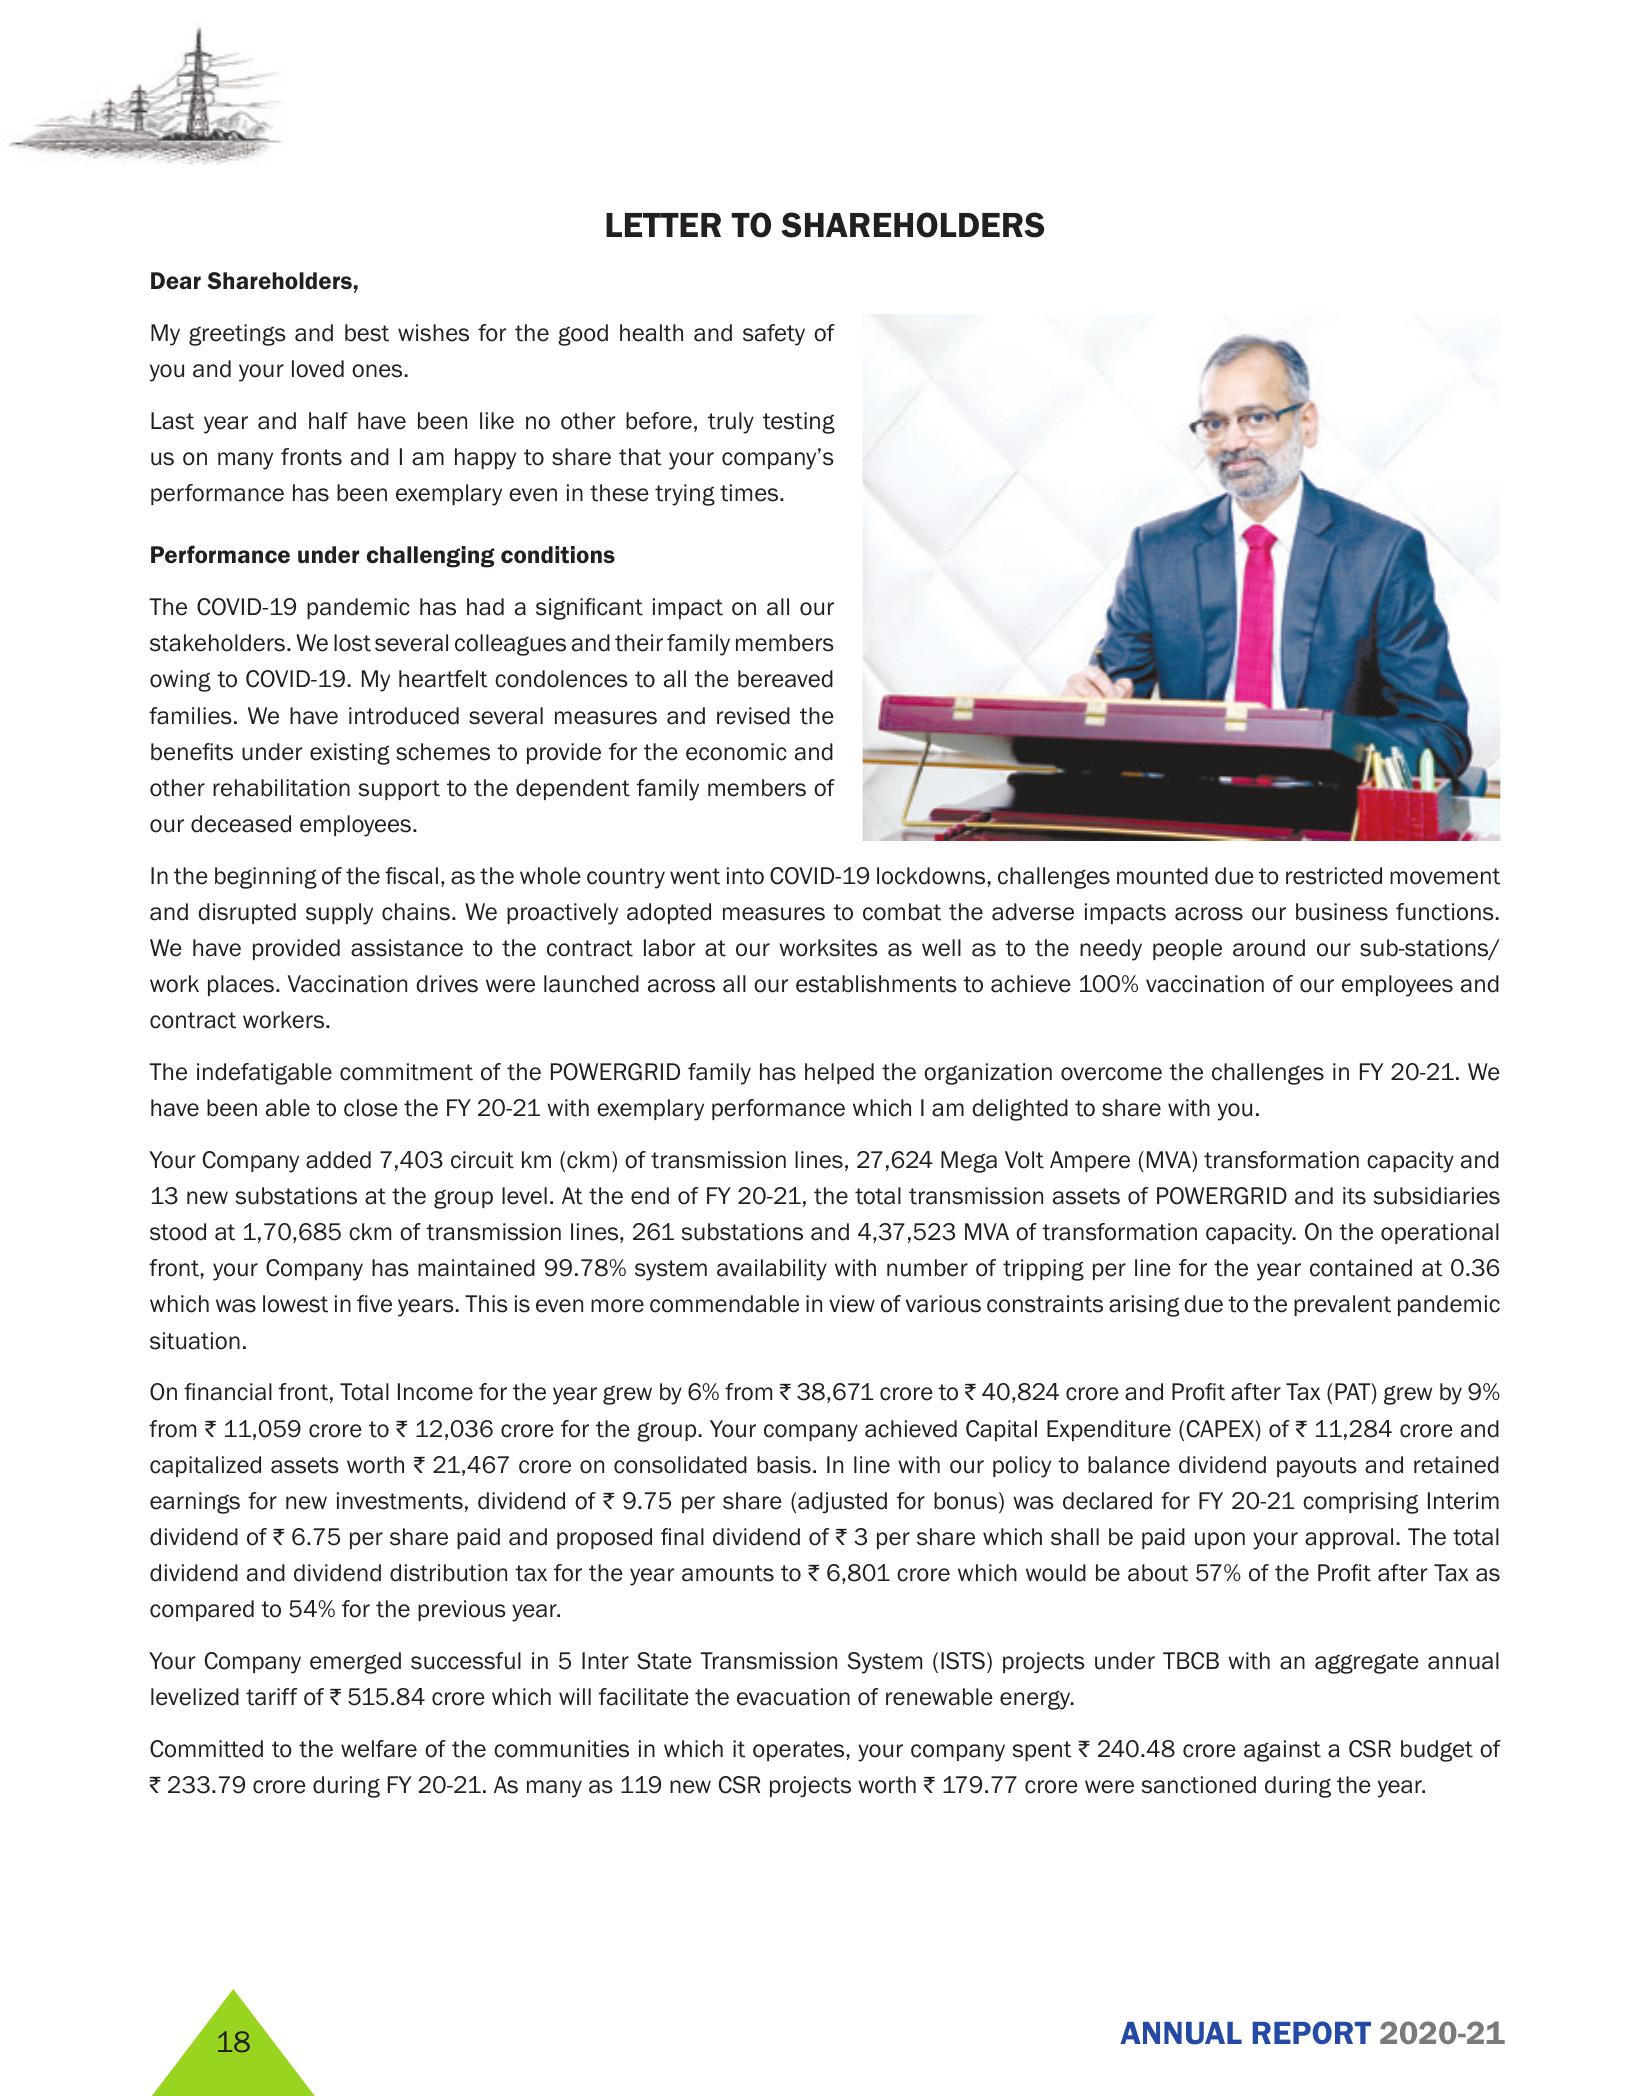 LETTER TO SHAREHOLDERS
Dear Shareholders,
My greetings and best wishes for the good health and safety of
you and your loved ones.
Last year and half have been like no other before, truly testing
us on many fronts and I am happy to share that your company's
performance has been exemplary even in these trying times.
Performance under challenging conditions
The COVID-19 pandemic has had a significant impact on all our
stakeholders. We lost several colleagues and their family members
owing to COVID-19. My heartfelt condolences to all the bereaved
families. We have introduced several measures and revised the
benefits under existing schemes to provide for the economic and
other rehabilitation support to the dependent family members of
our deceased employees.
In the beginning of the fiscal, as the whole country went into COVID-19 lockdowns, challenges mounted due to restricted movement
and disrupted supply chains. We proactively adopted measures to combat the adverse impacts across our business functions.
We have provided assistance to the contract labor at our worksites as well as to the needy people around our sub-stations/
work places. Vaccination drives were launched across all our establishments to achieve 100% vaccination of our employees and
contract workers.
The indefatigable commitment of the POWERGRID family has helped the organization overcome the challenges in FY 20-21. We
have been able to close the FY 20-21 with exemplary performance which I am delighted to share with you.
Your Company added 7,403 circuit km (ckm) of transmission lines, 27,624 Mega Volt Ampere (MVA) transformation capacity and
13 new substations at the group level. At the end of FY 20-21, the total transmission assets of POWERGRID and its subsidiaries
stood at 1,70,685 ckm of transmission lines, 261 substations and 4,37,523 MVA of transformation capacity. On the operational
front, your Company has maintained 99.78% system availability with number of tripping per line for the year contained at 0.36
which was lowest in five years. This is even more commendable in view of various constraints arising due to the prevalent pandemic
situation.
On financial front, Total Income for the year grew by 6% from ₹ 38,671 crore to ₹ 40,824 crore and Profit after Tax (PAT) grew by 9%
from ₹ 11,059 crore to ₹ 12,036 crore for the group. Your company achieved Capital Expenditure (CAPEX) of ₹ 11,284 crore and
capitalized assets worth ₹ 21,467 crore on consolidated basis. In line with our policy to balance dividend payouts and retained
earnings for new investments, dividend of ₹ 9.75 per share (adjusted for bonus) was declared for FY 20-21 comprising Interim
dividend of ₹ 6.75 per share paid and proposed final dividend of ₹ 3 per share which shall be paid upon your approval. The total
dividend and dividend distribution tax for the year amounts to ₹ 6,801 crore which would be about 57% of the Profit after Tax as
compared to 54% for the previous year.
Your Company emerged successful in 5 Inter State Transmission System (ISTS) projects under TBCB with an aggregate annual
levelized tariff of ₹ 515.84 crore which will facilitate the evacuation of renewable energy.
Committed to the welfare of the communities in which it operates, your company spent ₹ 240.48 crore against a CSR budget of
₹ 233.79 crore during FY 20-21. As many as 119 new CSR projects worth ₹ 179.77 crore were sanctioned during the year.
18
ANNUAL REPORT 2020-21